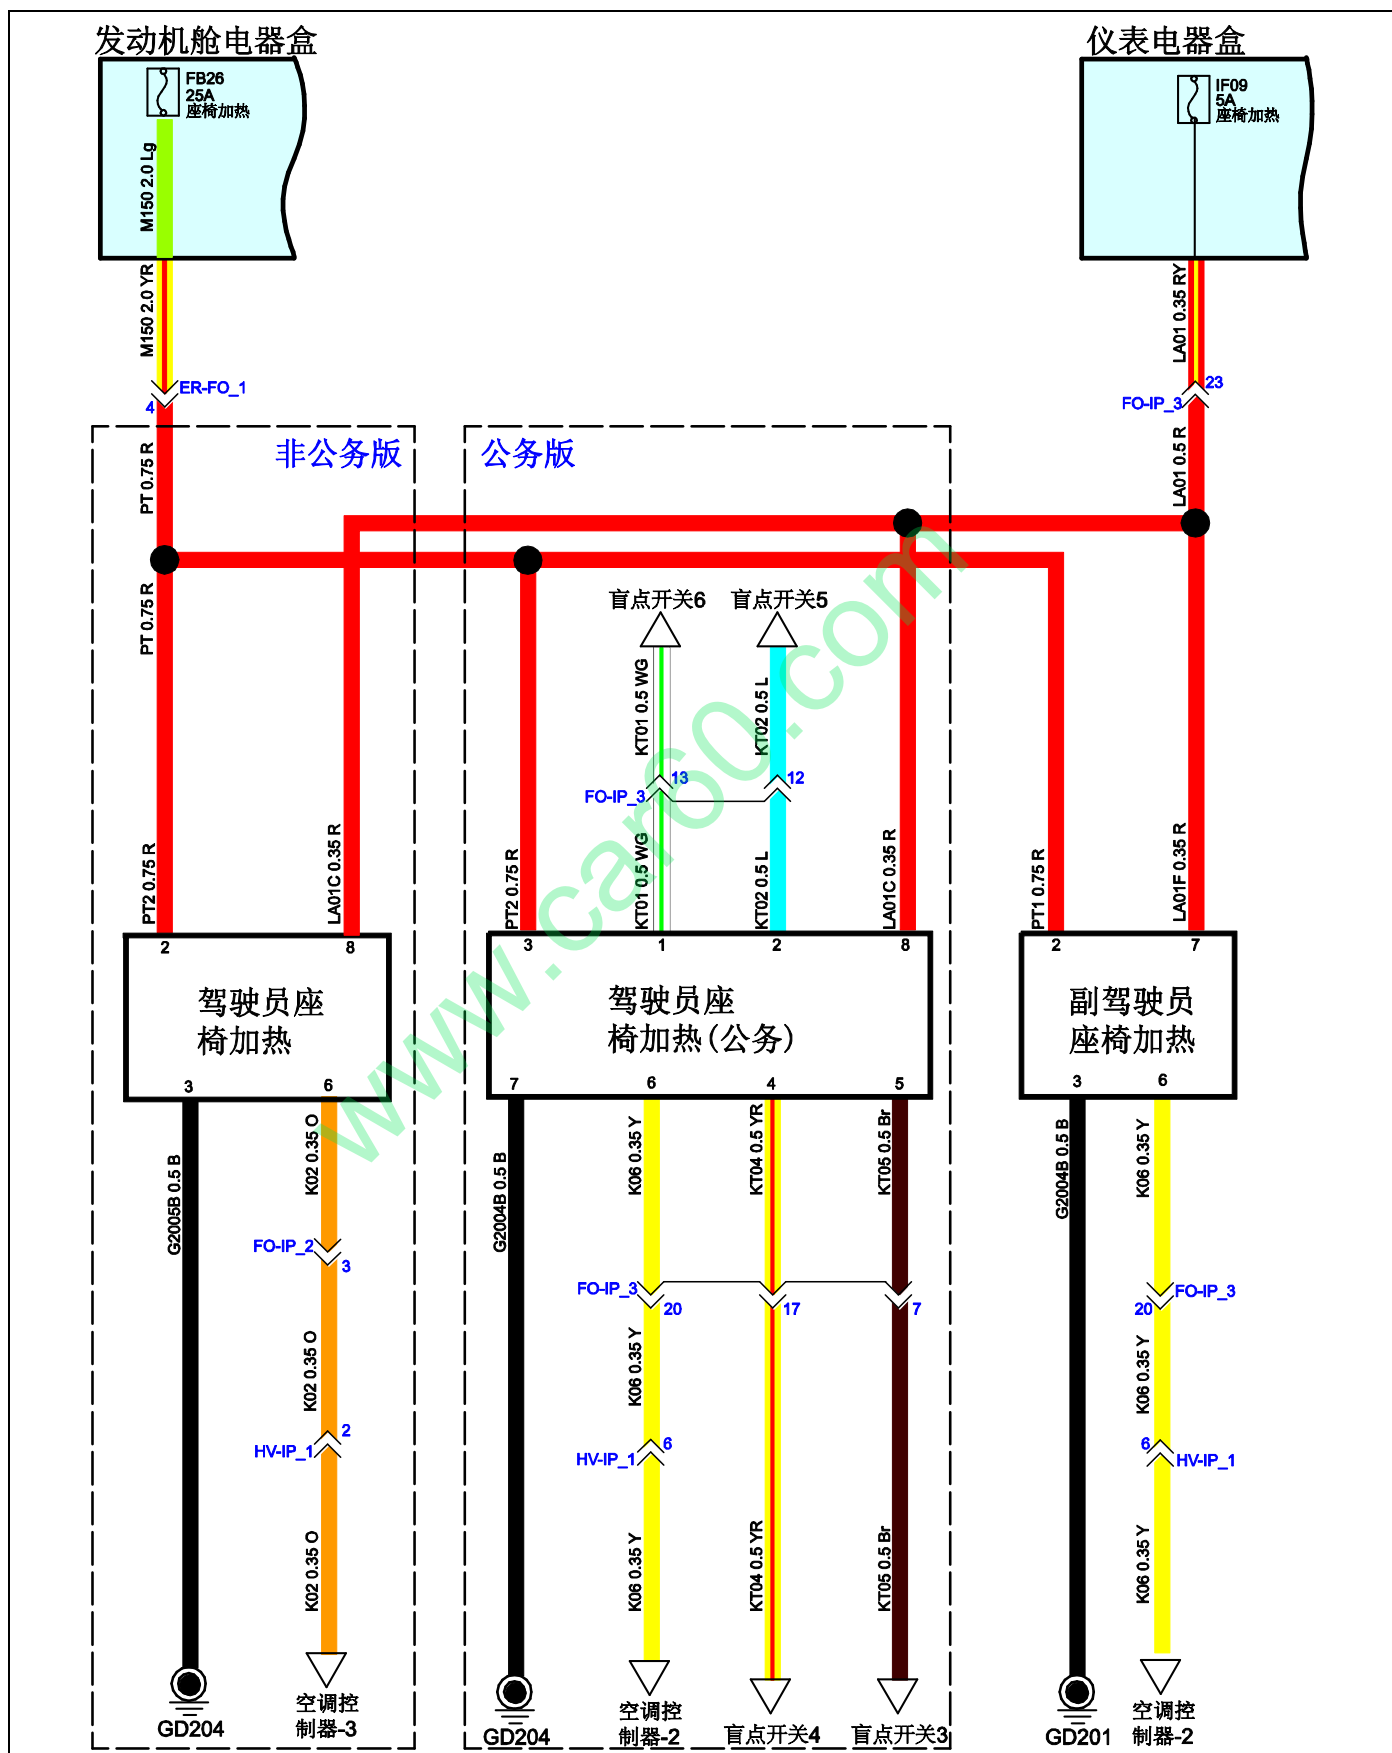 发动机舱电器盒
仪表电器盒
FB26
25A
座椅加热
IF09
5A
座椅加热
M150 2.0 Lg
M150 2.0 YR
LA01 0.35 RY
ER-FO_1
4
23
FO-IP_3
非公务版
公务版
PT 0.75 R
LA01 0.5 R
PT 0.75 R
盲点开关6
盲点开关5
KT01 0.5 WG
KT02 0.5 L
13
12
FO-IP_3
PT2 0.75 R
LA01C 0.35 R
PT2 0.75 R
KT01 0.5 WG
KT02 0.5 L
LA01C 0.35 R
PT1 0.75 R
LA01F 0.35 R
2
8
3
1
2
8
2
7
驾驶员座
椅加热
驾驶员座
椅加热(公务)
副驾驶员
座椅加热
3
6
7
6
4
5
3
6
G2005B 0.5 B
K02 0.35 O
G2004B 0.5 B
K06 0.35 Y
KT04 0.5 YR
KT05 0.5 Br
G2004B 0.5 B
K06 0.35 Y
FO-IP_2
3
FO-IP_3
20
17
7
FO-IP_3
20
K02 0.35 O
K06 0.35 Y
K06 0.35 Y
2
HV-IP_1
6
HV-IP_1
6
HV-IP_1
K02 0.35 O
K06 0.35 Y
KT04 0.5 YR
KT05 0.5 Br
K06 0.35 Y
GD204
空调控
制器-3
GD204
空调控
制器-2
盲点开关4
盲点开关3
GD201
空调控
制器-2
www.car60.com